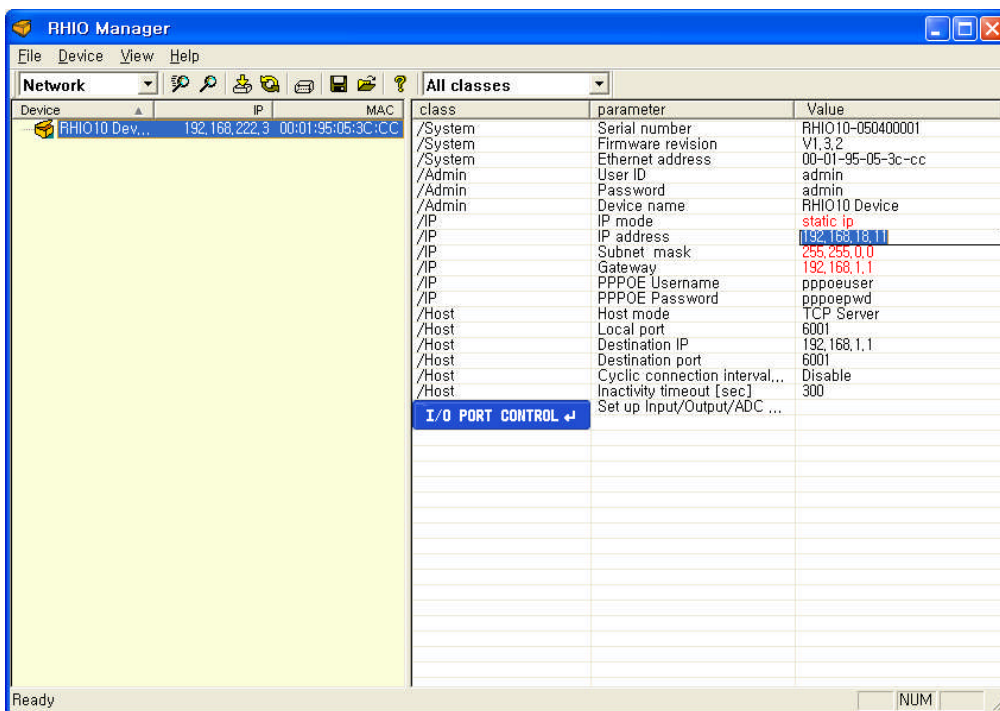 RHIO Manager
File Device View Help
Network All classes
Device IP MAC
RHIO10 Dev... 192,168,222,3 00:01:95:05:3C:CC
class parameter Value
/System Serial number RHIO10-050400001
/System Firmware revision V1,3,2
/System Ethernet address 00-01-95-05-3c-cc
/Admin User ID admin
/Admin Password admin
/Admin Device name RHIO10 Device
/IP IP mode static ip
/IP IP address 192,168,18,11
/IP Subnet mask 255,255,0,0
/IP Gateway 192,168,1,1
/IP PPPOE Username pppoeuser
/IP PPPOE Password pppoepwd
/Host Host mode TCP Server
/Host Local port 6001
/Host Destination IP 192,168,1,1
/Host Destination port 6001
/Host Cyclic connection interval... Disable
/Host Inactivity timeout [sec] 300
I/O PORT CONTROL ↵ Set up Input/Output/ADC ...
Ready NUM